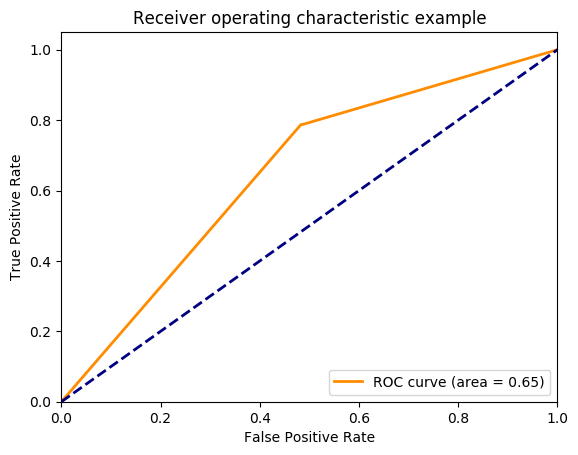 Receiver operating characteristic example
1.0
0.8
0.6
0.4
0.2
0.0
True Positive Rate
ROC curve (area = 0.65)
0.0 0.2 0.4 0.6 0.8 1.0
False Positive Rate